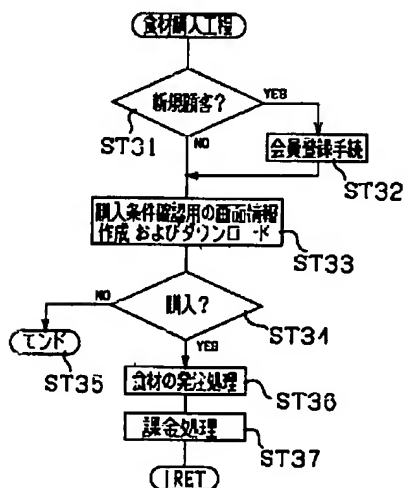 食材購入工程
新規顧客?
YES
ST31
NO
会員登録手続
ST32
購入条件確認用の画面情報
作成およびダウンロード
ST33
購入?
NO
ST34
エンド
YES
ST35
食材の発注処理
ST36
課金処理
ST37
RET